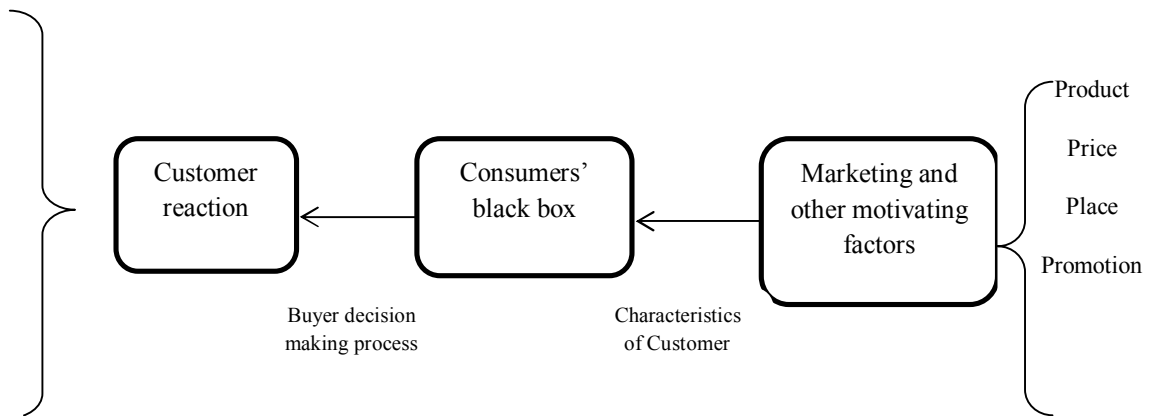 Customer
reaction
Consumers’
black box
Marketing and
other motivating
factors
Product
Price
Place
Promotion
Buyer decision
making process
Characteristics
of Customer